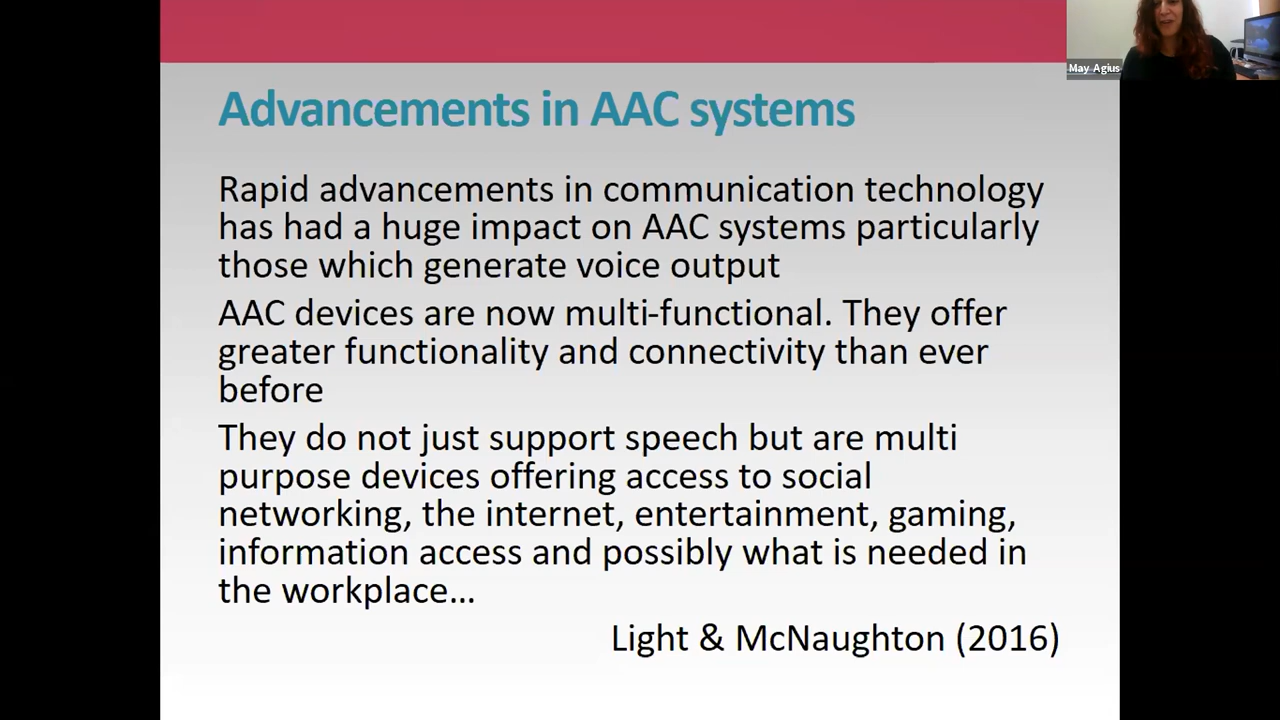 May Agius
Advancements in AAC systems
Rapid advancements in communication technology
has had a huge impact on AAC systems particularly
those which generate voice output
AAC devices are now multi-functional. They offer
greater functionality and connectivity than ever
before
They do not just support speech but are multi
purpose devices offering access to social
networking, the internet, entertainment, gaming,
information access and possibly what is needed in
the workplace…
Light & McNaughton (2016)